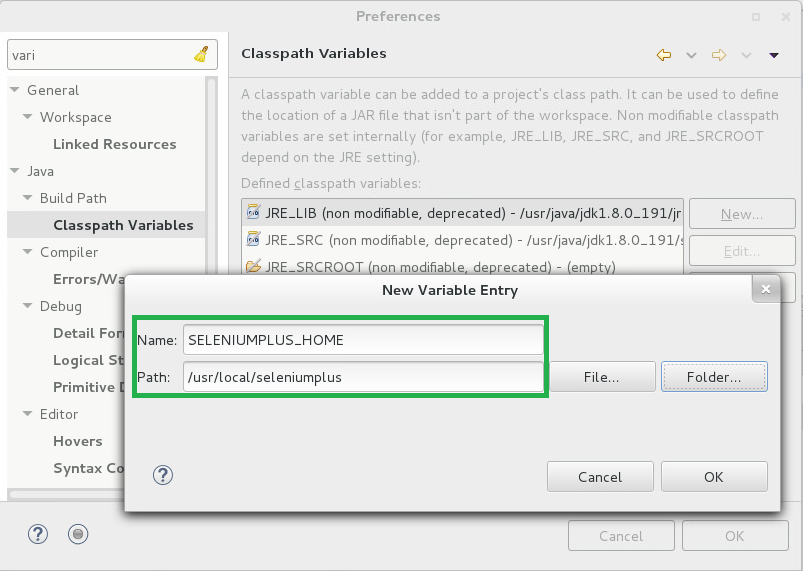 Preferences
vari
Classpath Variables
General
Workspace
Linked Resources
Java
Build Path
Classpath Variables
Compiler
Errors/Wa
Debug
Detail Form
Logical St
Primitive D
Editor
Hovers
Syntax Co
A classpath variable can be added to a project's class path. It can be used to define
the location of a JAR file that isn't part of the workspace. Non modifiable classpath
variables are set internally (for example, JRE_LIB, JRE_SRC, and JRE_SRCROOT
depend on the JRE setting).
Defined classpath variables:
JRE_LIB (non modifiable, deprecated) - /usr/java/jdk1.8.0_191/jr
JRE_SRC (non modifiable, deprecated) - /usr/java/jdk1.8.0_191/s
JRE_SRCROOT (non modifiable, deprecated) - (empty)
New...
Edit...
New Variable Entry
Name: SELENIUMPLUS_HOME
Path: /usr/local/seleniumplus File... Folder...
? Cancel OK
? Cancel OK